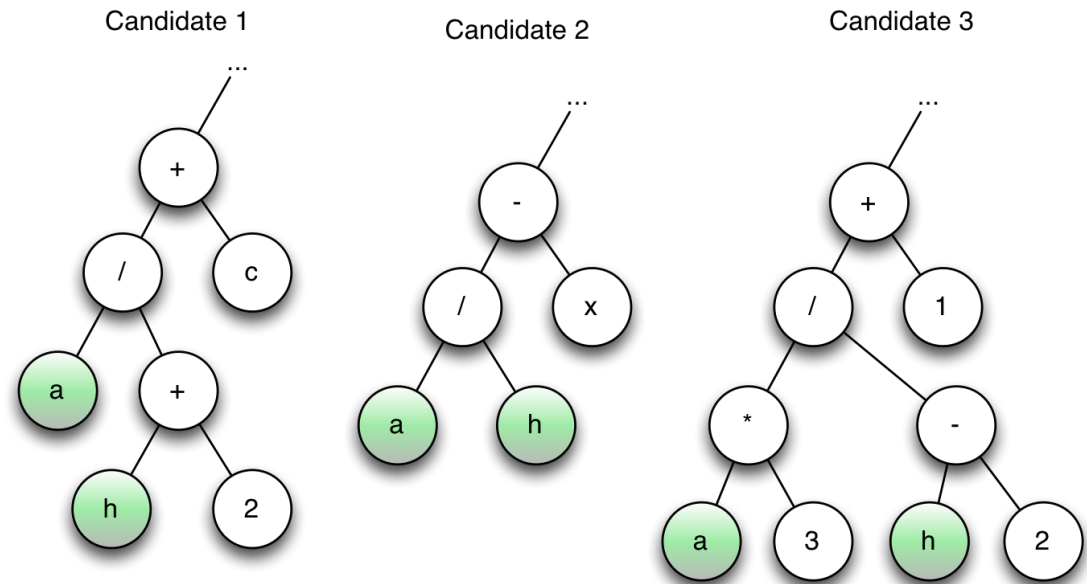 Candidate 1
...
+
/
c
a
+
h
2
Candidate 2
...
-
/
x
a
h
Candidate 3
...
+
/
1
*
-
a
3
h
2